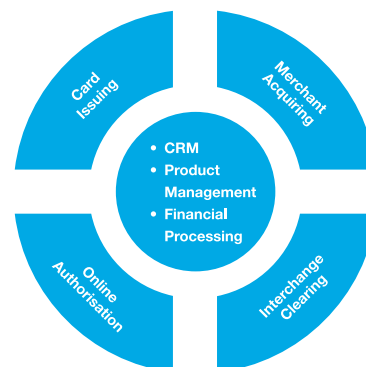 Card
Issuing
Merchant
Acquiring
• CRM
• Product
Management
• Financial
Processing
Online
Authorisation
Interchange
Clearing